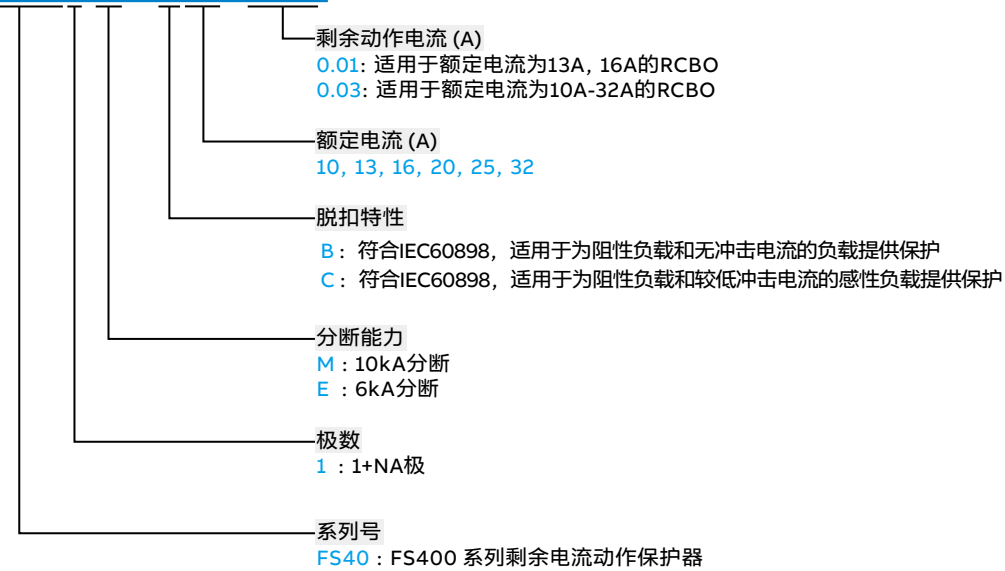 剩余动作电流 (A)
0.01: 适用于额定电流为13A, 16A的RCBO
0.03: 适用于额定电流为10A-32A的RCBO
额定电流 (A)
10, 13, 16, 20, 25, 32
脱扣特性
B： 符合IEC60898，适用于为阻性负载和无冲击电流的负载提供保护
C： 符合IEC60898，适用于为阻性负载和较低冲击电流的感性负载提供保护
分断能力
M : 10kA分断
E : 6kA分断
极数
1 : 1+NA极
系列号
FS40 : FS400 系列剩余电流动作保护器